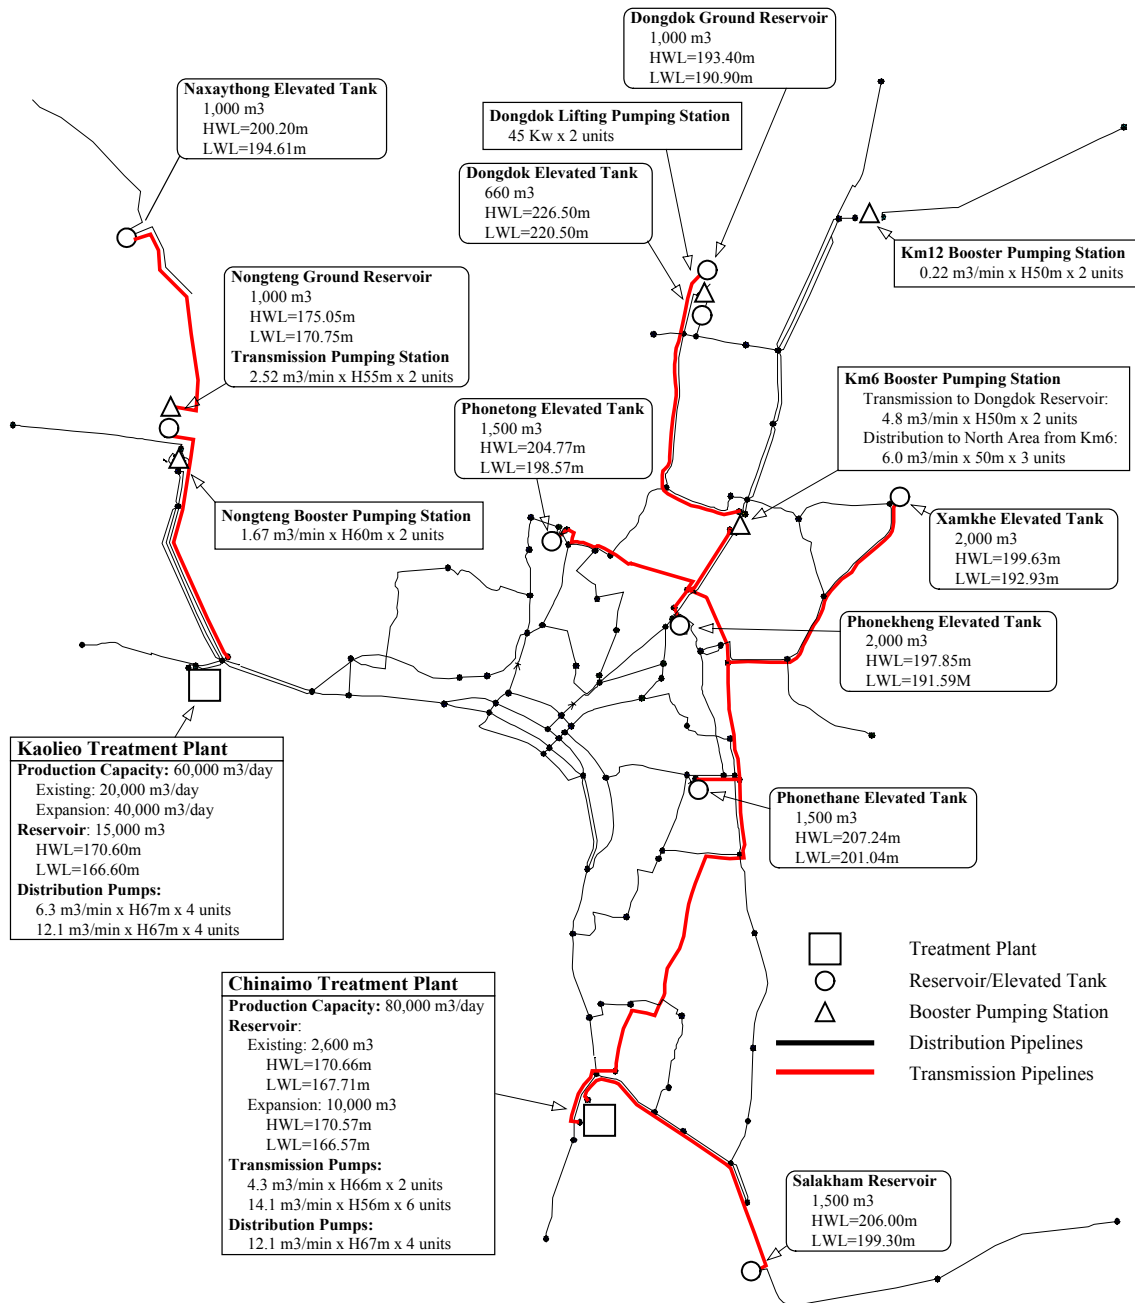 Dongdok Ground Reservoir
1,000 m3
HWL=193.40m
LWL=190.90m
Naxaythong Elevated Tank
1,000 m3
HWL=200.20m
LWL=194.61m
Dongdok Lifting Pumping Station
45 Kw x 2 units
Dongdok Elevated Tank
660 m3
HWL=226.50m
LWL=220.50m
Km12 Booster Pumping Station
0.22 m3/min x H50m x 2 units
Nongteng Ground Reservoir
1,000 m3
HWL=175.05m
LWL=170.75m
Transmission Pumping Station
2.52 m3/min x H55m x 2 units
Km6 Booster Pumping Station
Transmission to Dongdok Reservoir:
4.8 m3/min x H50m x 2 units
Distribution to North Area from Km6:
6.0 m3/min x 50m x 3 units
Phonetong Elevated Tank
1,500 m3
HWL=204.77m
LWL=198.57m
Nongteng Booster Pumping Station
1.67 m3/min x H60m x 2 units
Xamkhe Elevated Tank
2,000 m3
HWL=199.63m
LWL=192.93m
Phonekheng Elevated Tank
2,000 m3
HWL=197.85m
LWL=191.59M
Kaolieo Treatment Plant
Production Capacity: 60,000 m3/day
Existing: 20,000 m3/day
Expansion: 40,000 m3/day
Reservoir: 15,000 m3
HWL=170.60m
LWL=166.60m
Distribution Pumps:
6.3 m3/min x H67m x 4 units
12.1 m3/min x H67m x 4 units
Phonethane Elevated Tank
1,500 m3
HWL=207.24m
LWL=201.04m
Chinaimo Treatment Plant
Production Capacity: 80,000 m3/day
Reservoir:
Existing: 2,600 m3
HWL=170.66m
LWL=167.71m
Expansion: 10,000 m3
HWL=170.57m
LWL=166.57m
Transmission Pumps:
4.3 m3/min x H66m x 2 units
14.1 m3/min x H56m x 6 units
Distribution Pumps:
12.1 m3/min x H67m x 4 units
Treatment Plant
Reservoir/Elevated Tank
Booster Pumping Station
Distribution Pipelines
Transmission Pipelines
Salakham Reservoir
1,500 m3
HWL=206.00m
LWL=199.30m